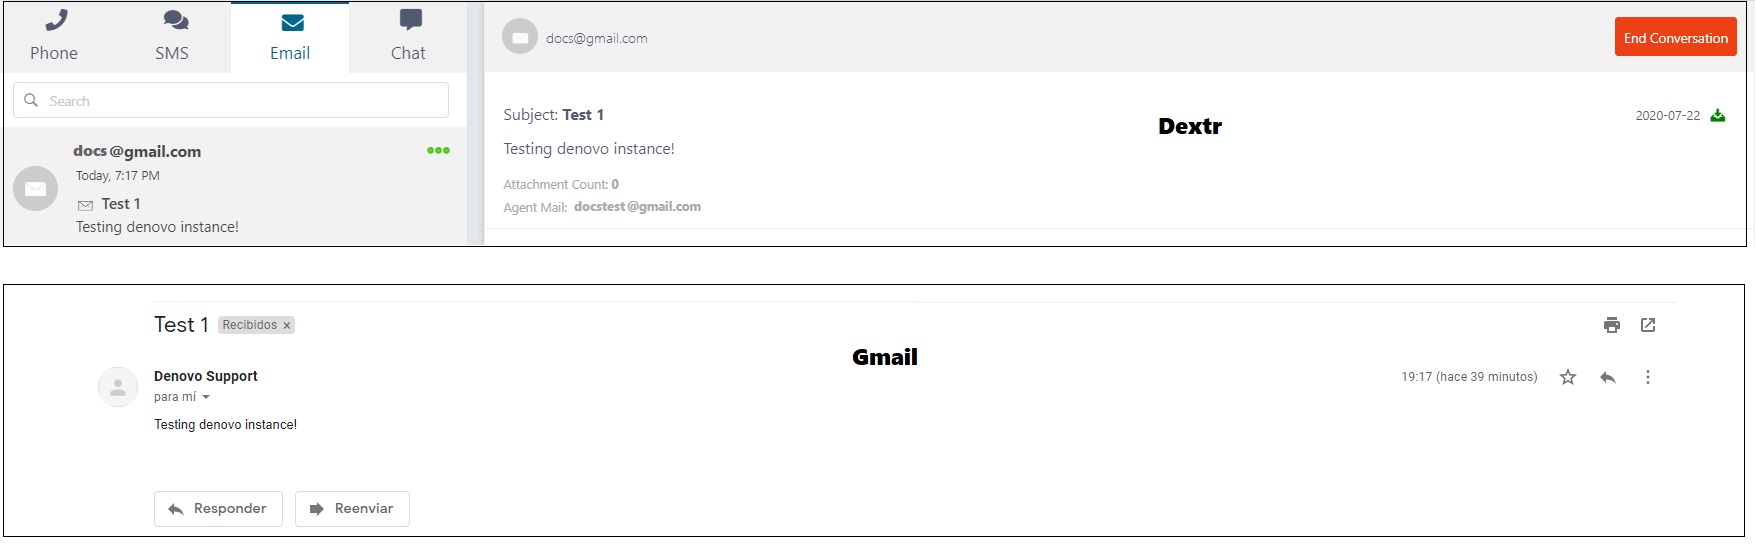 Phone SMS Email Chat
Search
docs@gmail.com
Today, 7:17 PM
Test 1
Testing denovo instance!
docs@gmail.com
End Conversation
Subject: Test 1
2020-07-22
Dextr
Testing denovo instance!
Attachment Count: 0
Agent Mail: docstest@gmail.com
Test 1 Recibidos ×
Gmail
Denovo Support
19:17 (hace 39 minutos)
para mí
Testing denovo instance!
Responder Reenviar